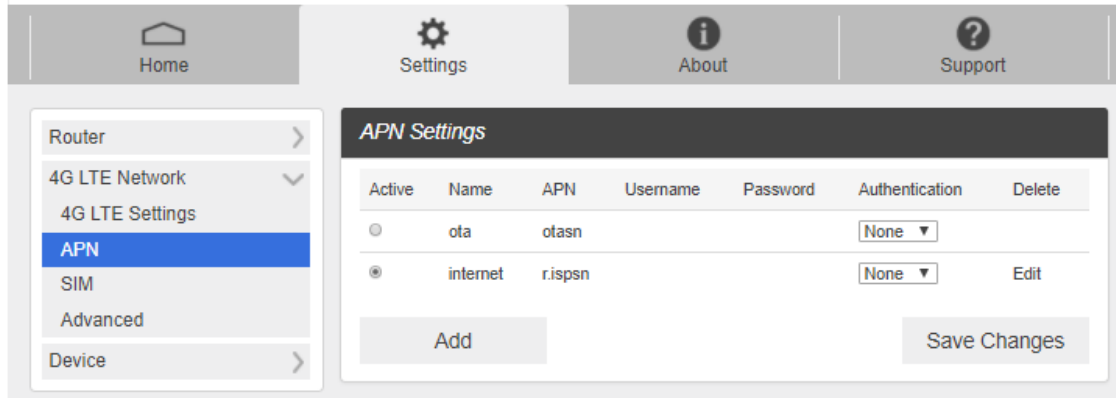 Home Settings About Support
Router
4G LTE Network
4G LTE Settings
APN
SIM
Advanced
Device
APN Settings
Active Name APN Username Password Authentication Delete
ota otasn None
internet r.ispsn None Edit
Add Save Changes